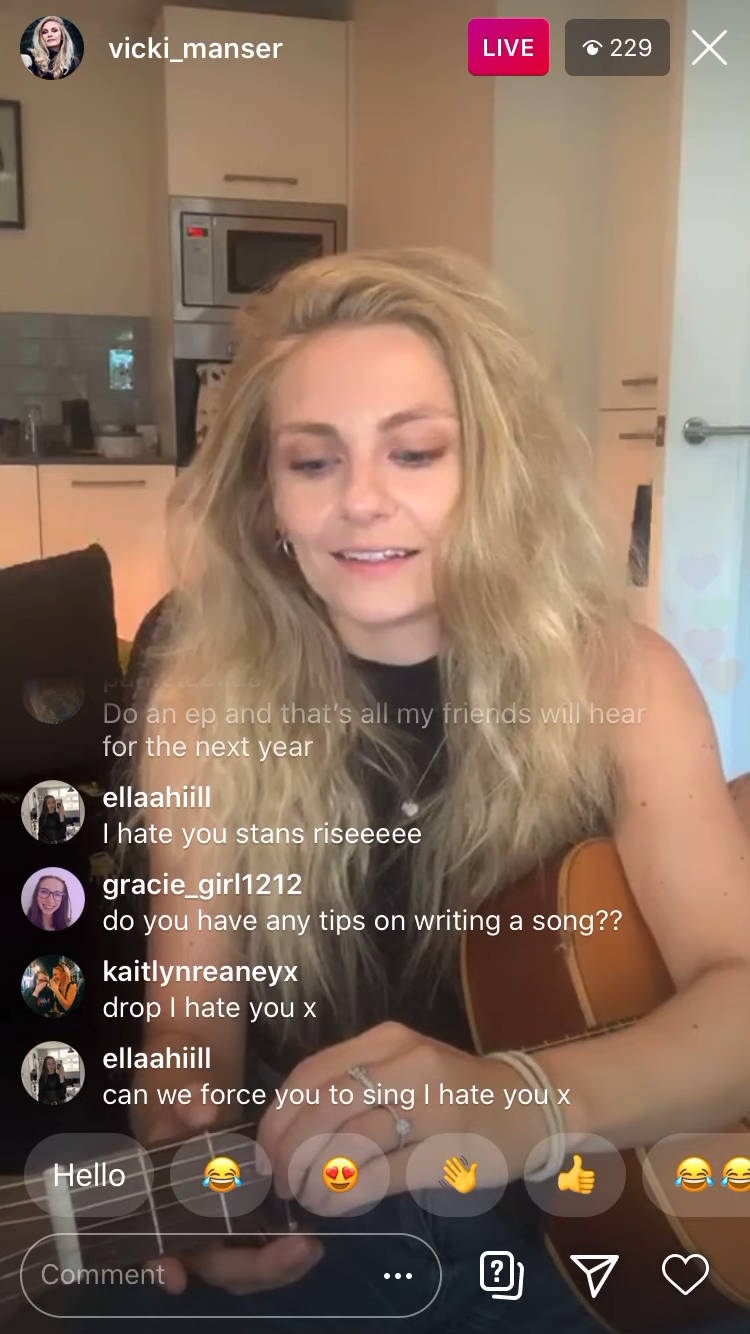 vicki_manser
LIVE
229
Do an ep and that's all my friends will hear
for the next year
ellaahiill
I hate you stans riseeeee
gracie_girl1212
do you have any tips on writing a song??
kaitlynreaneyx
drop I hate you x
ellaahiill
can we force you to sing I hate you x
Hello
Comment